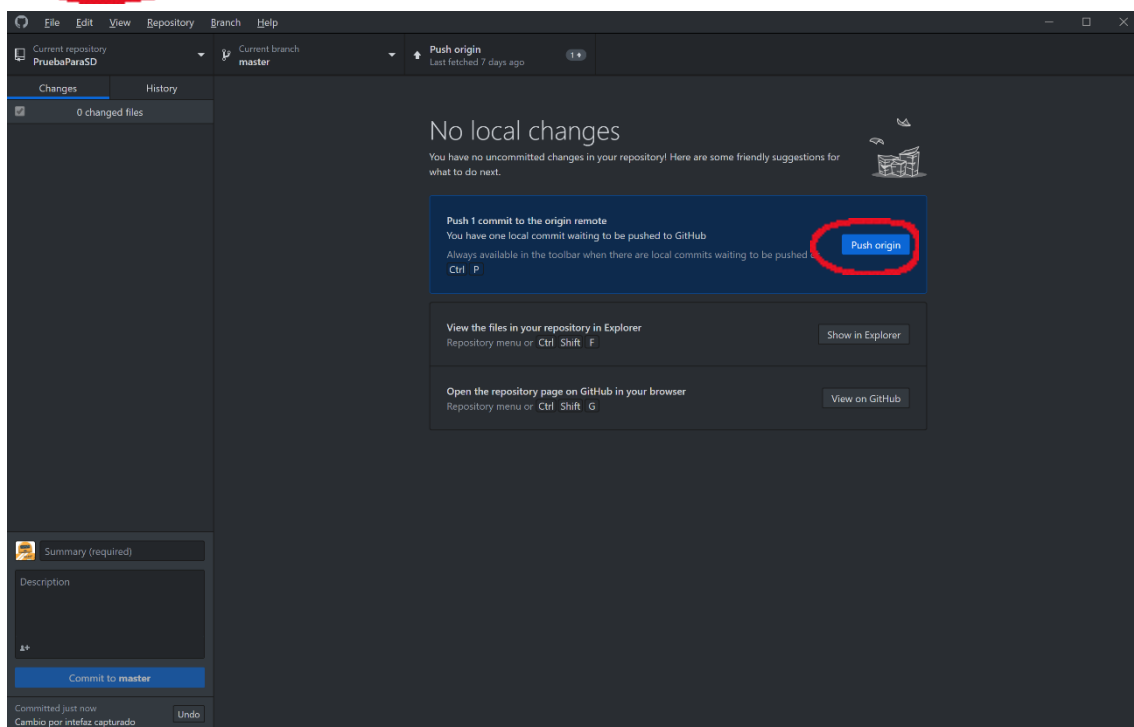 File Edit View Repository Branch Help
Current repository
PruebaParaSD
Current branch
master
Push origin
Last fetched 7 days ago
1
Changes History
0 changed files
No local changes
You have no uncommitted changes in your repository! Here are some friendly suggestions for
what to do next.
Push 1 commit to the origin remote
You have one local commit waiting to be pushed to GitHub
Always available in the toolbar when there are local commits waiting to be pushed
Ctrl P
Push origin
View the files in your repository in Explorer
Repository menu or Ctrl Shift F
Show in Explorer
Open the repository page on GitHub in your browser
Repository menu or Ctrl Shift G
View on GitHub
Summary (required)
Description
Commit to master
Committed just now
Cambio por intefaz capturado
Undo